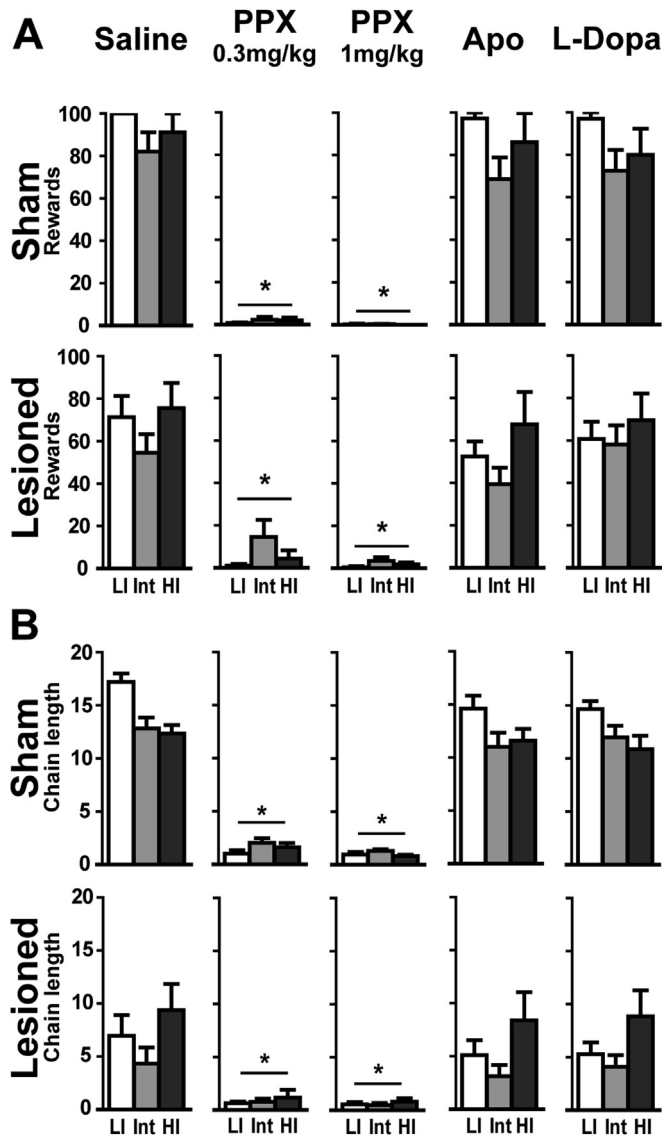 A
Saline
PPX
0.3mg/kg
PPX
1mg/kg
Apo
L-Dopa
Sham
Rewards
100
80
60
40
20
0
*
*
Lesioned
Rewards
100
80
60
40
20
0
*
*
LI Int HI
LI Int HI
LI Int HI
LI Int HI
LI Int HI
B
Sham
Chain length
20
15
10
5
0
*
*
Lesioned
Chain length
20
15
10
5
0
*
*
LI Int HI
LI Int HI
LI Int HI
LI Int HI
LI Int HI